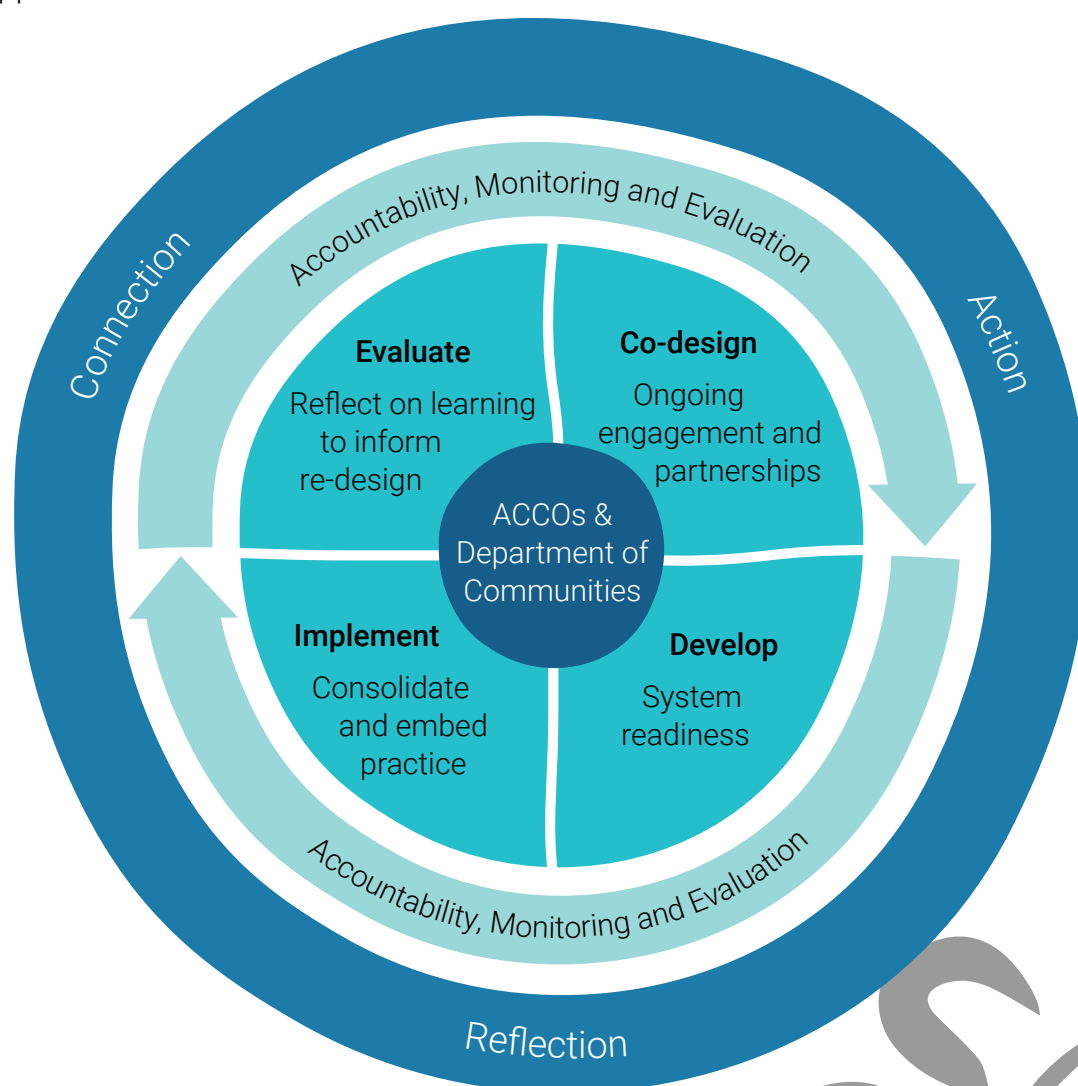 Accountability, Monitoring and Evaluation
Connection
Action
Evaluate
Reflect on learning
to inform
re-design
Co-design
Ongoing
engagement and
partnerships
ACCOs &
Department of
Communities
Implement
Consolidate
and embed
practice
Develop
System
readiness
Accountability, Monitoring and Evaluation
Reflection